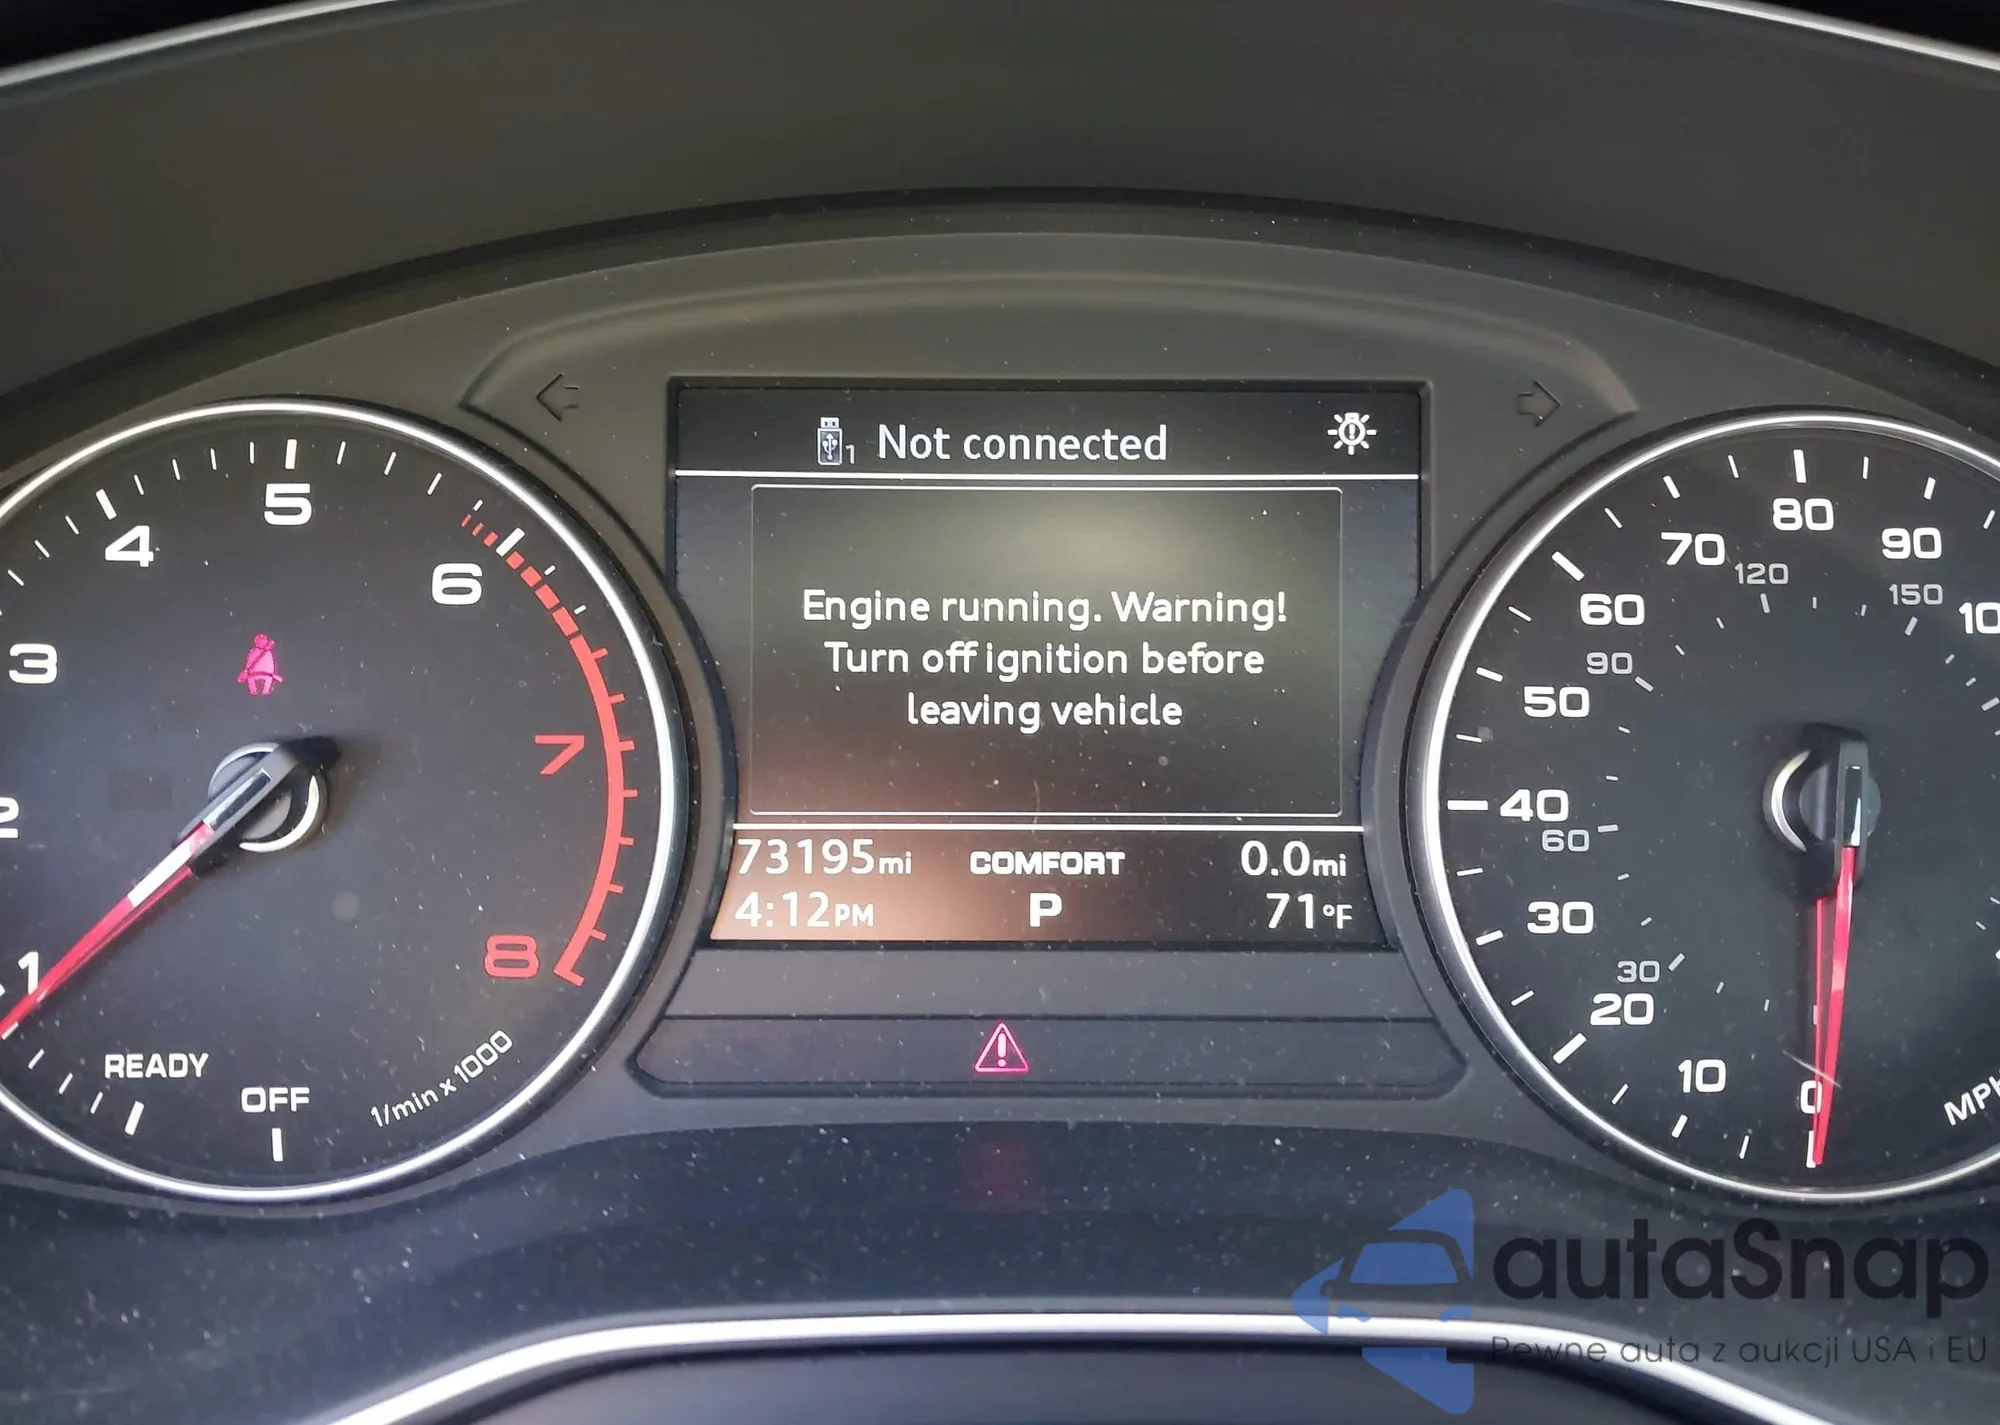 1 Not connected
Engine running. Warning!
Turn off ignition before
leaving vehicle
73195mi COMFORT 0.0mi
4:12PM P 71°F
READY
OFF
1
2
3
4
5
6
7
8
1/min x 1000
0
10
20
30
40
50
60
70
80
90
30
60
90
120
150
autaSnap
Pewne auta z aukcji USA i EU